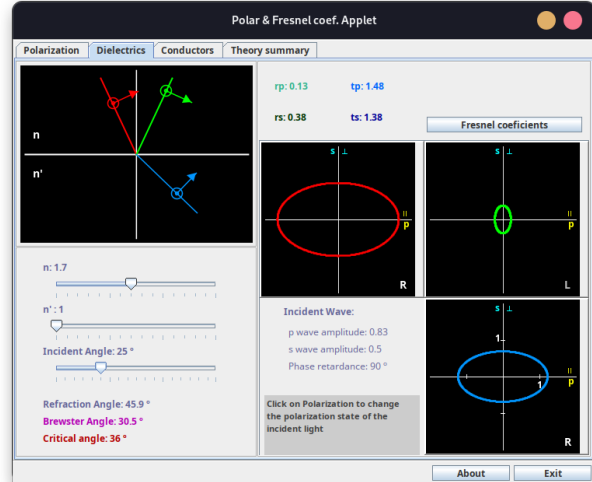 Polar & Fresnel coef. Applet
Polarization Dielectrics Conductors Theory summary
n
n'
rp: 0.13 tp: 1.48
rs: 0.38 ts: 1.38
Fresnel coeficients
s ⊥
=
p
R
s ⊥
=
p
L
n: 1.7
n' : 1
Incident Angle: 25 °
Refraction Angle: 45.9 °
Brewster Angle: 30.5 °
Critical angle: 36 °
Incident Wave:
p wave amplitude: 0.83
s wave amplitude: 0.5
Phase retardance: 90 °
Click on Polarization to change
the polarization state of the
incident light
s ⊥
1
=
1 p
R
About Exit